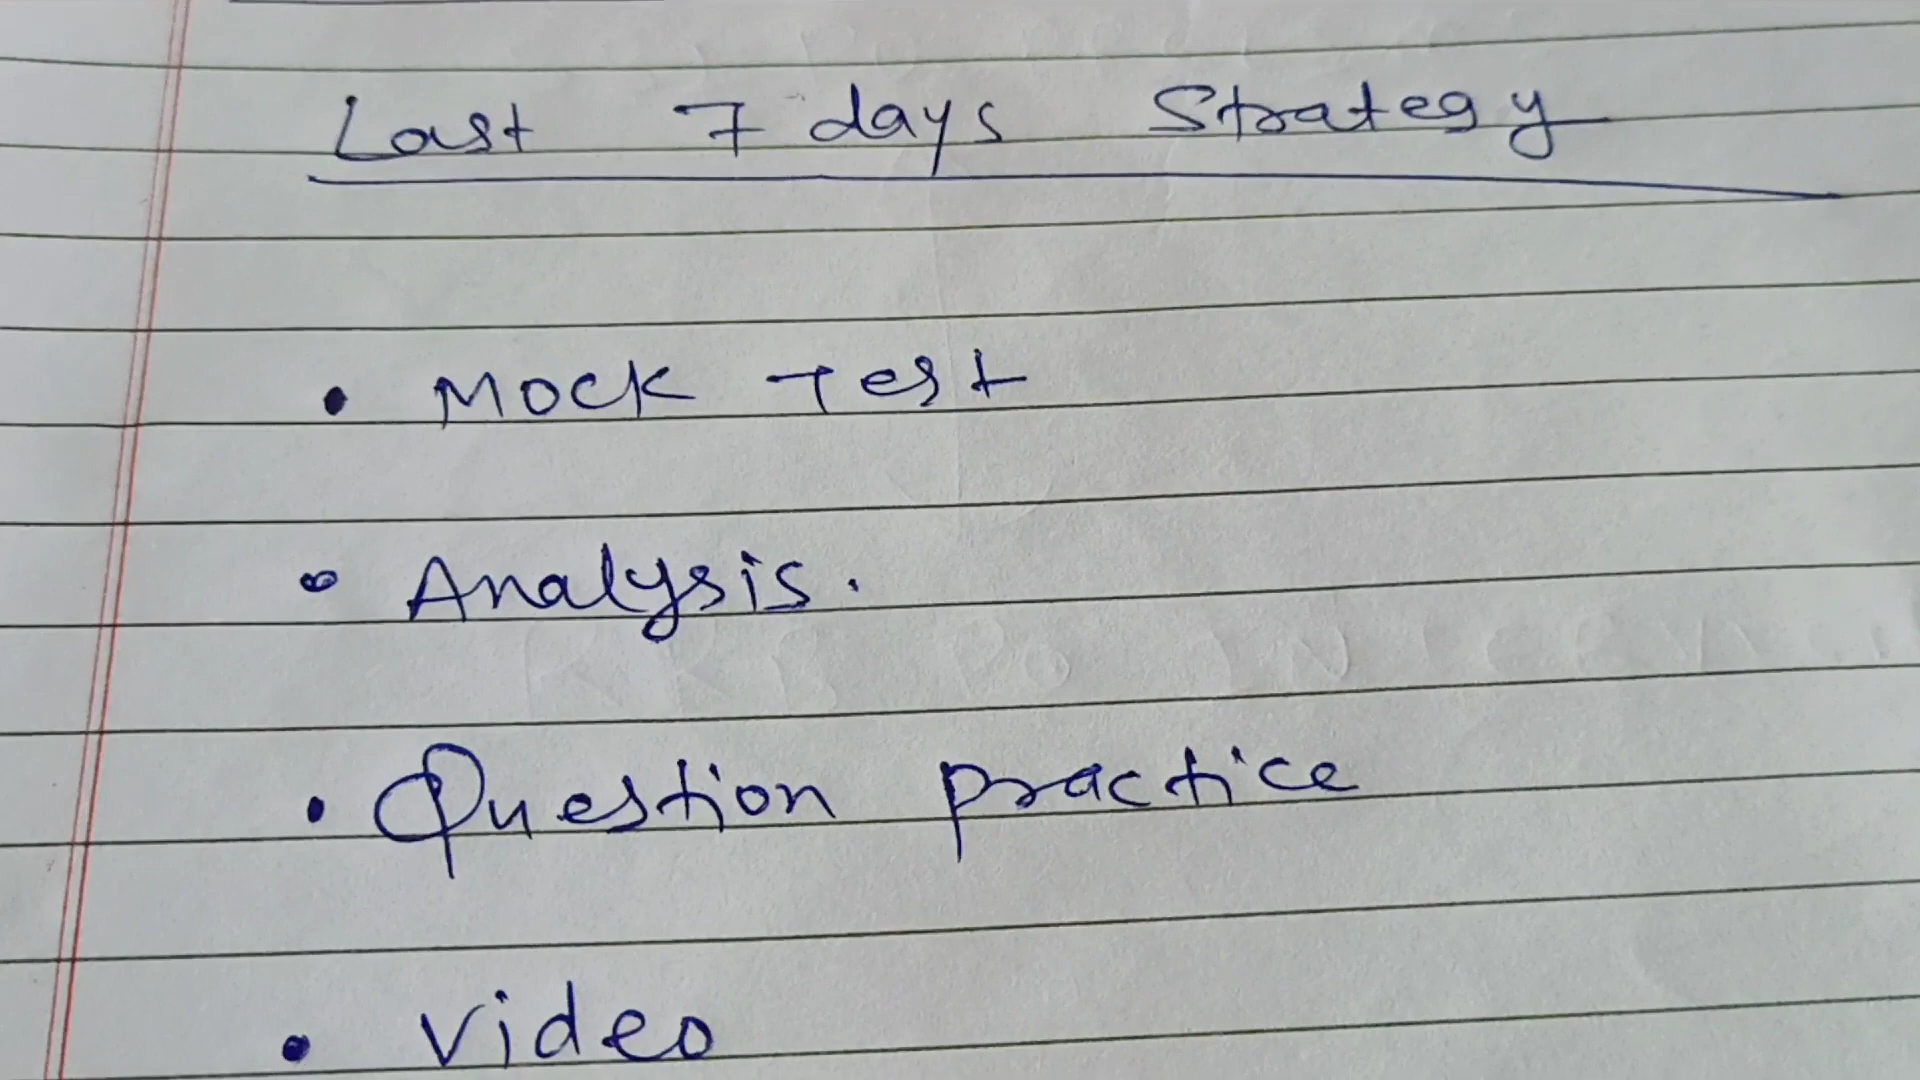 Last 7 days Strategy
• Mock Test
• Analysis.
• Question practice
• Video